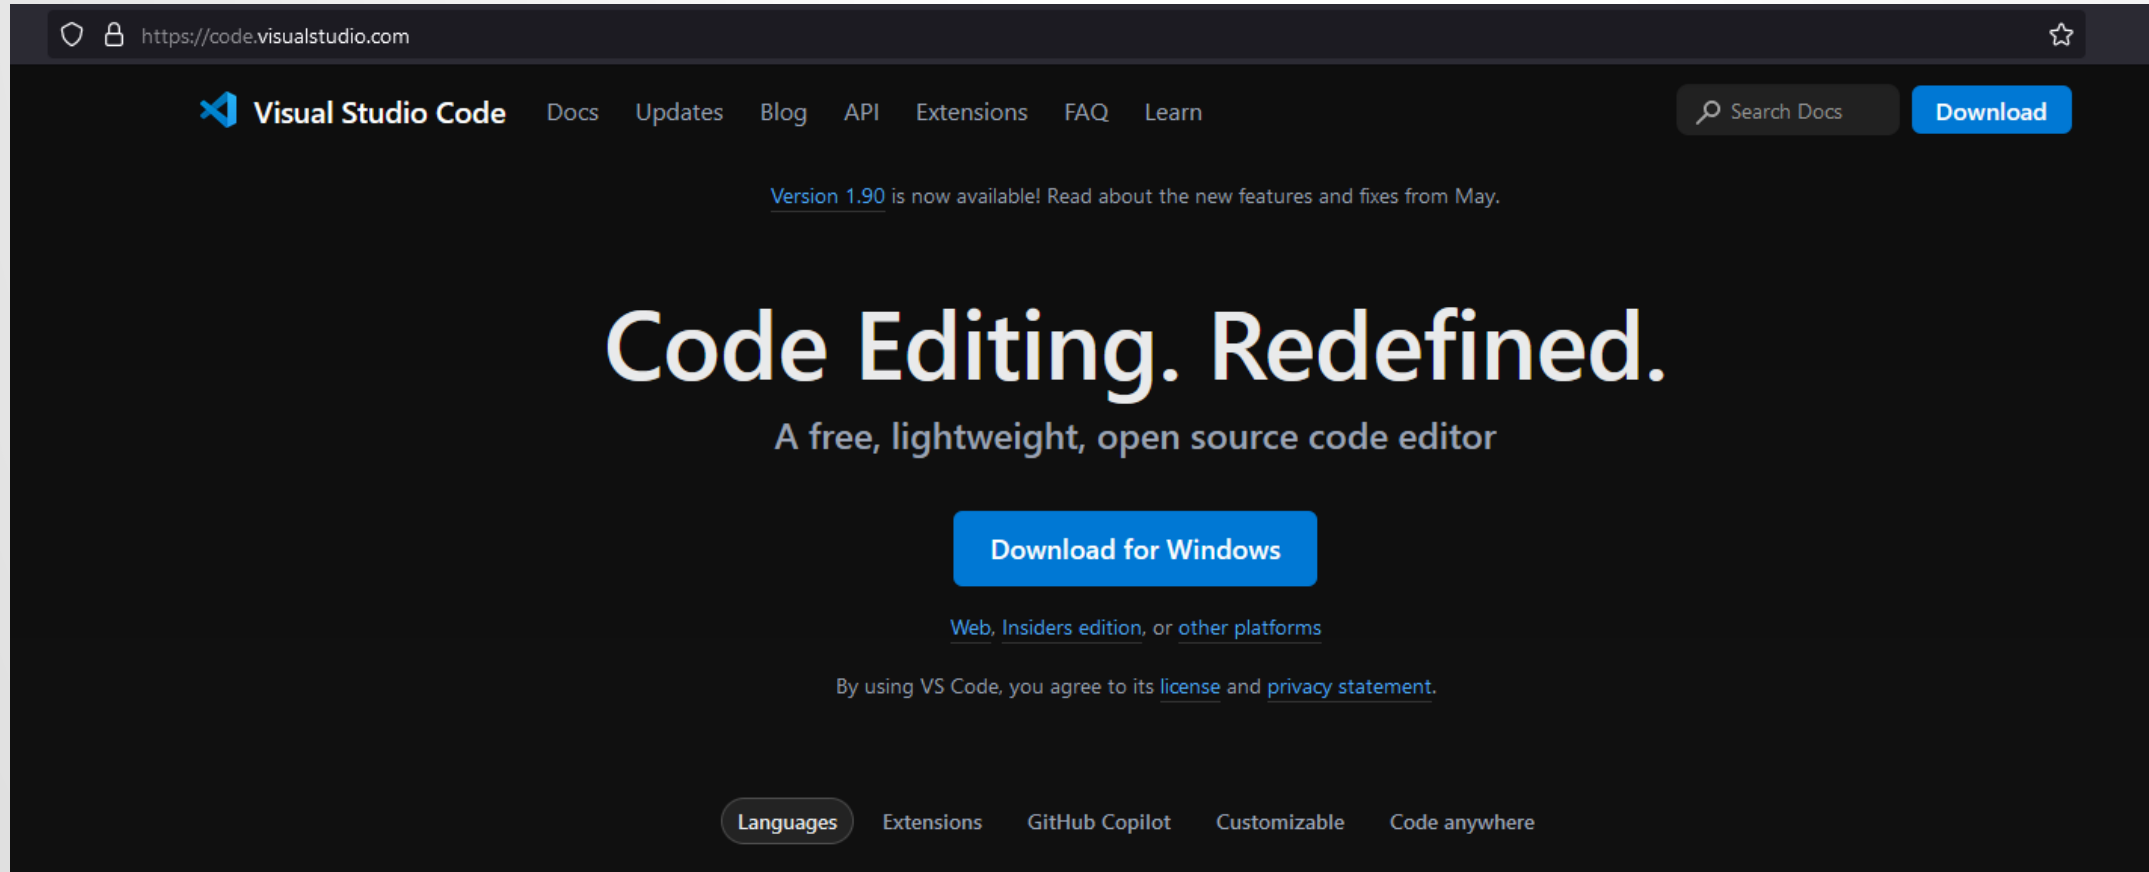 https://code.visualstudio.com
Visual Studio Code Docs Updates Blog API Extensions FAQ Learn Search Docs Download
Version 1.90 is now available! Read about the new features and fixes from May.
Code Editing. Redefined.
A free, lightweight, open source code editor
Download for Windows
Web, Insiders edition, or other platforms
By using VS Code, you agree to its license and privacy statement.
Languages Extensions GitHub Copilot Customizable Code anywhere